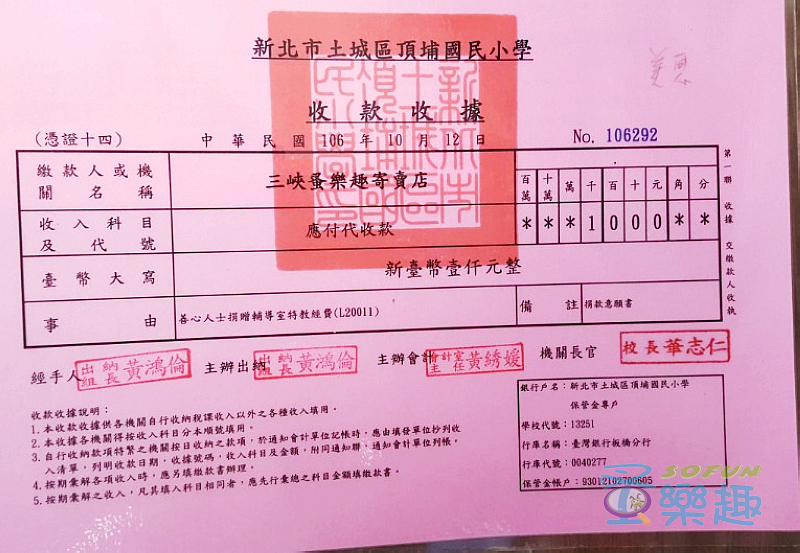 新北市土城區頂埔國民小學
收款收據
(憑證十四) 中華民國 106 年 10 月 12 日 No. 106292
繳款人或機關名稱 三峽蚤樂趣寄賣店 百萬 十萬 萬 千 百 十 元 角 分
收入科目及代號 應付代收款 * * * 1 0 0 0 * *
臺幣大寫 新臺幣壹仟元整
事由 善心人士捐贈輔導室特教經費(L20011) 備註 捐款意願書
第一聯 收據 交繳款人收執
經手人 出納組長 黃鴻倫 主辦出納 出納組長 黃鴻倫 主辦會計 會計室主任 黃綉媛 機關長官 校長 華志仁
收款收據說明：
1.本收款收據供各機關自行收納稅課收入以外之各種收入填用。
2.本收據各機關得按收入科目分本順號填用。
3.自行收納款項特繁之機關按日收納之款項，於通知會計單位記帳時，應由填發單位抄列收
入清單，列明收款日期，收據號碼，收入科目及金額，附同通知聯，通知會計單位列帳。
4.按期彙解各項收入時，應另填繳款書辦理。
5.按期彙解之收入，凡其填入科目相同者，應先行彙總之科目金額填繳款書。
銀行戶名：新北市土城區頂埔國民小學
保管金專戶
學校代號：13251
行庫名稱：臺灣銀行板橋分行
行庫代號：0040277
保管金帳戶：93012102700605
SOFUN
蚤樂趣